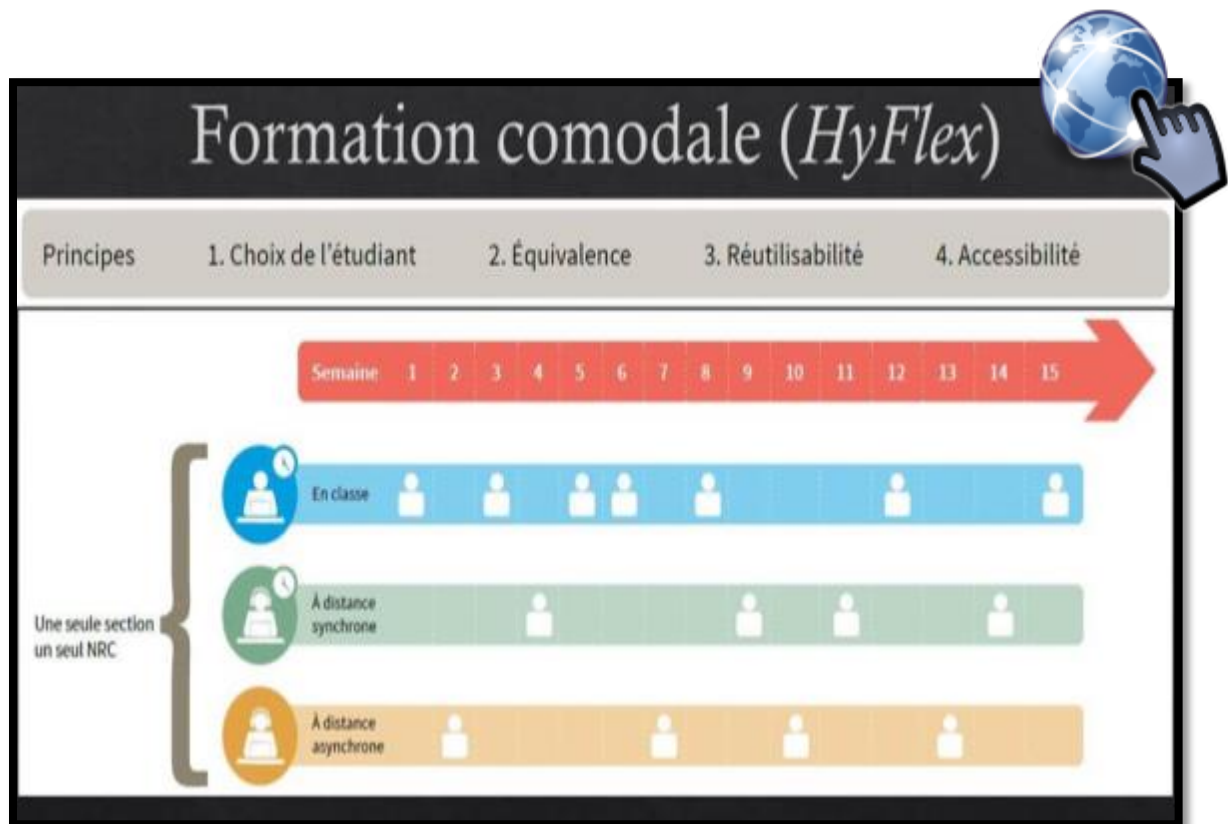 Formation comodale (HyFlex)
Principes 1. Choix de l'étudiant 2. Équivalence 3. Réutilisabilité 4. Accessibilité
Semaine 1 2 3 4 5 6 7 8 9 10 11 12 13 14 15
En classe
Une seule section
un seul NRC
À distance
synchrone
À distance
asynchrone